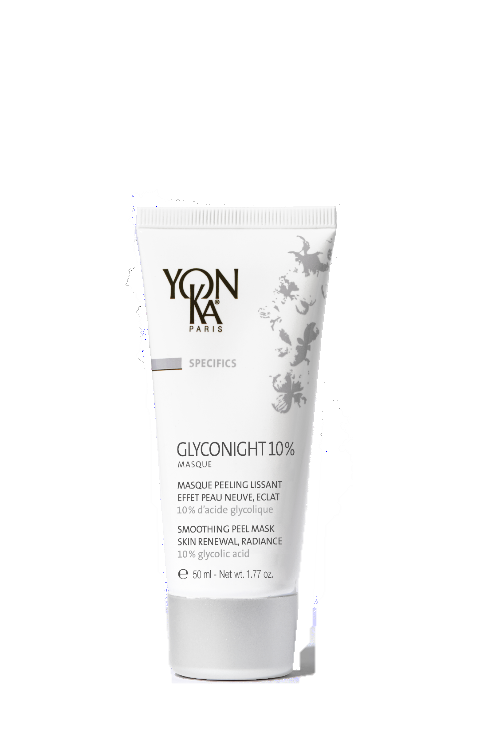 YON
KA®
PARIS
SPECIFICS
GLYCONIGHT 10%
MASQUE
MASQUE PEELING LISSANT
EFFET PEAU NEUVE, ECLAT
10% d'acide glycolique
SMOOTHING PEEL MASK
SKIN RENEWAL, RADIANCE
10% glycolic acid
℮ 50 ml - Net wt. 1.77 oz.